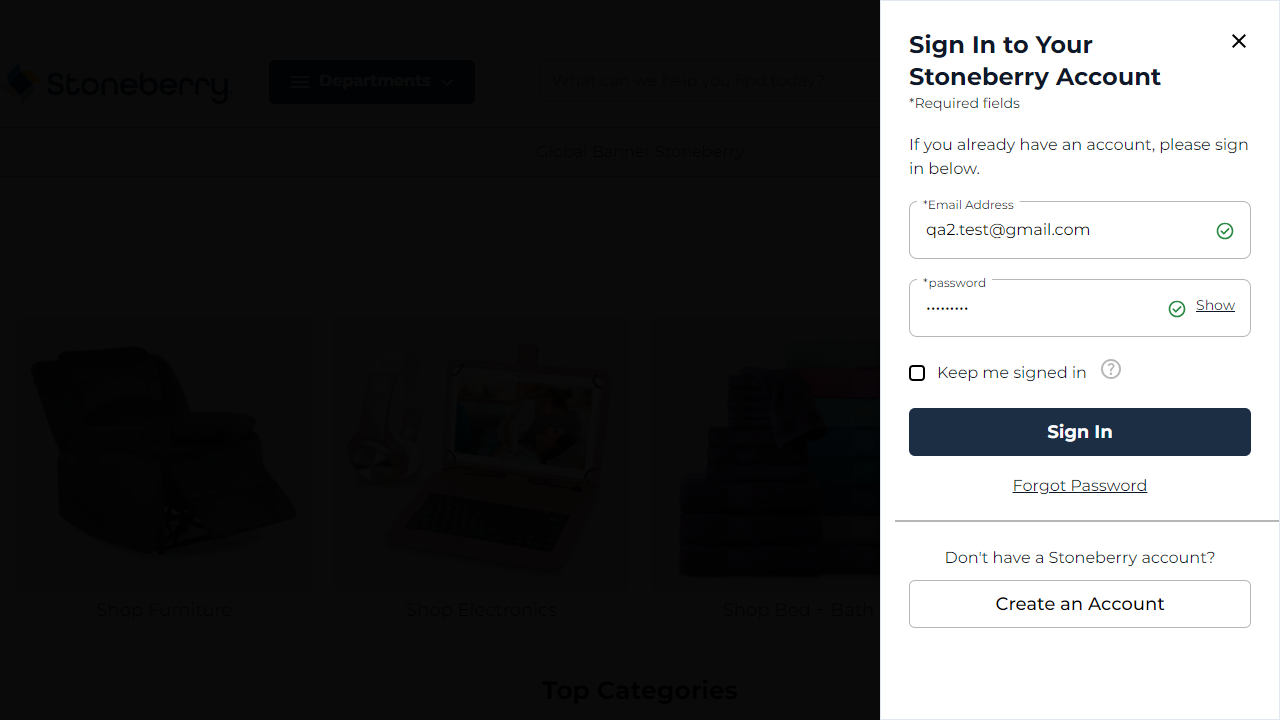 Stoneberry
Departments
What can we help you find today?
Global Banner Stoneberry
Shop Furniture
Shop Electronics
Shop Bed + Bath
Top Categories
Sign In to Your
Stoneberry Account
*Required fields
If you already have an account, please sign
in below.
*Email Address
qa2.test@gmail.com
*password
•••••••••
Show
Keep me signed in
?
Sign In
Forgot Password
Don't have a Stoneberry account?
Create an Account